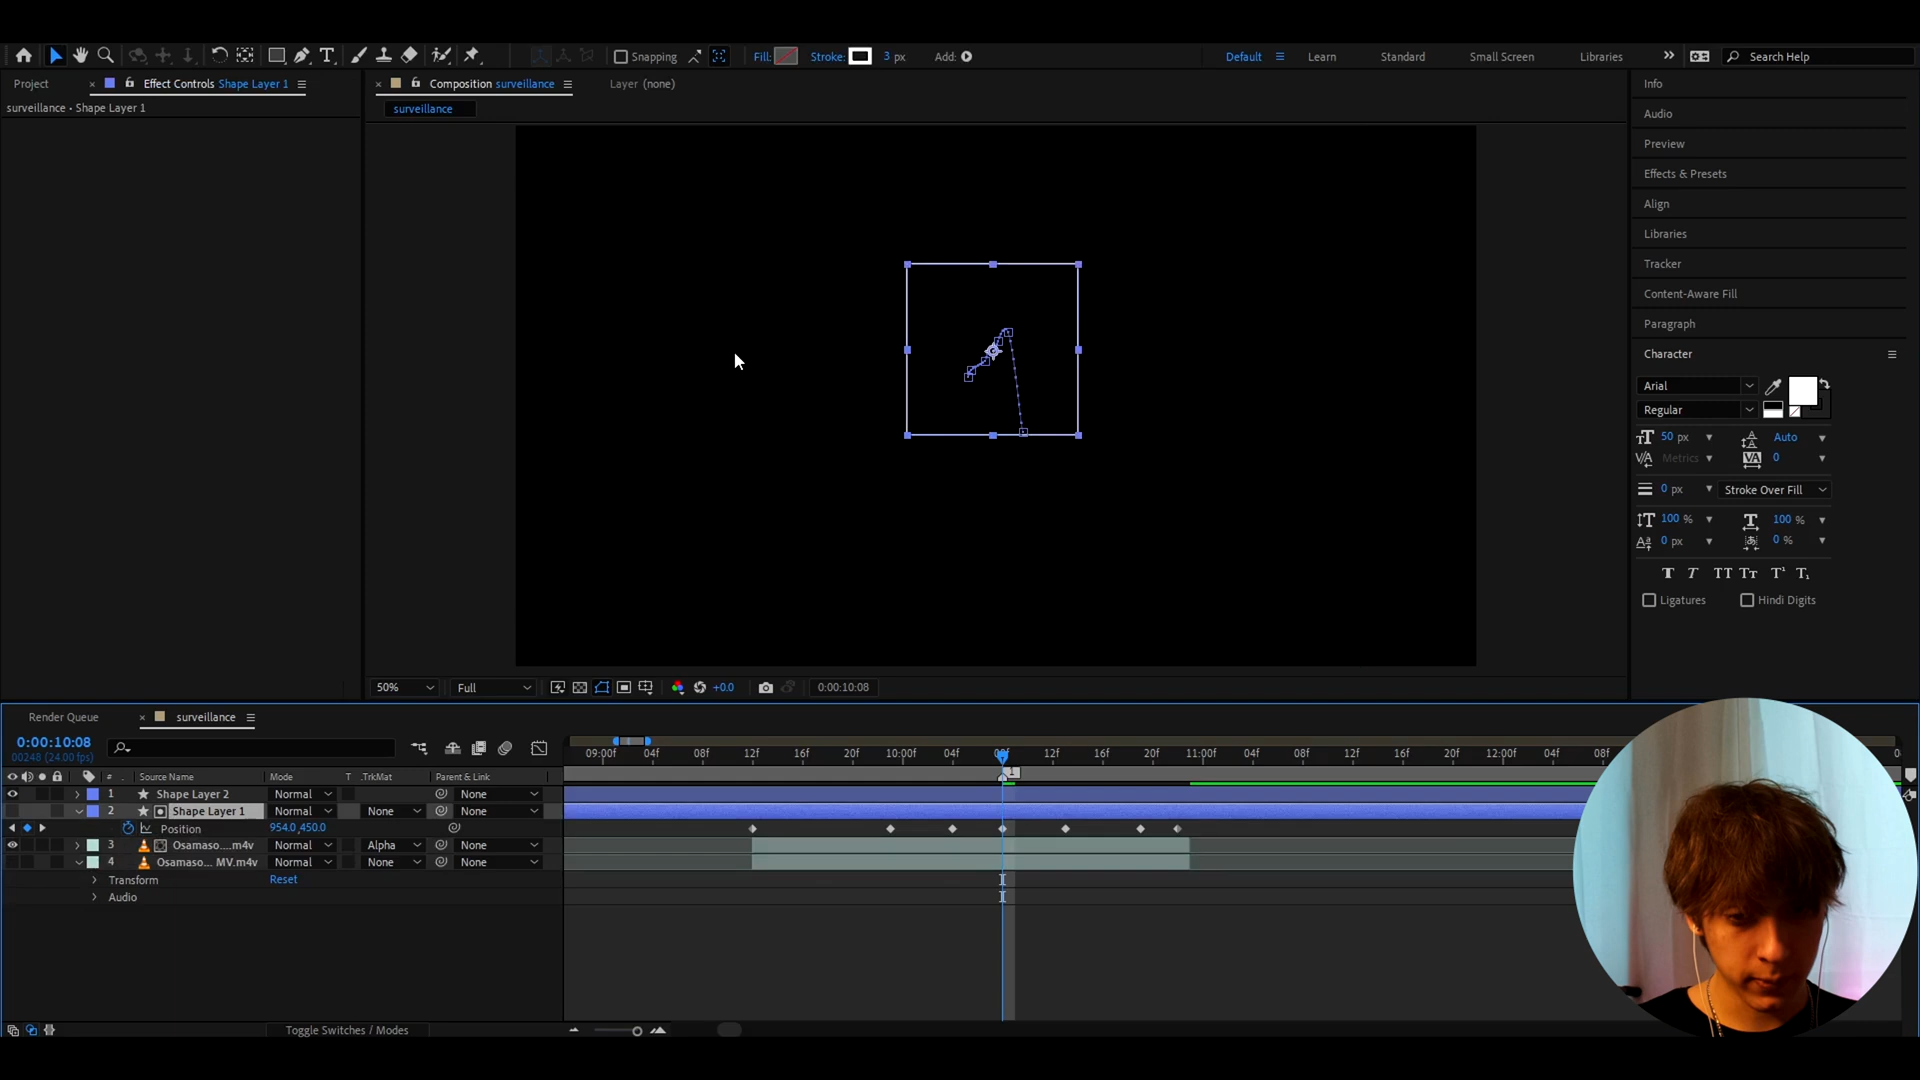 Snapping Fill: Stroke: 3 px Add: Default Learn Standard Small Screen Libraries Search Help
Project Effect Controls Shape Layer 1 Composition surveillance Layer (none) Info
surveillance • Shape Layer 1 surveillance
Audio
Preview
Effects & Presets
Align
Libraries
Tracker
Content-Aware Fill
Paragraph
Character
Arial
Regular
50 px Auto
Metrics 0
0 px Stroke Over Fill
100 % 100 %
0 px 0 %
T T TT Tt T¹ T₁
Ligatures Hindi Digits
50% Full +0.0 0:00:10:08
Render Queue surveillance
0:00:10:08
00248 (24.00 fps)
09:00f 04f 08f 12f 16f 20f 10:00f 04f 08f 12f 16f 20f 11:00f 04f 08f 12f 16f 20f 12:00f 04f 08f
1
# Source Name Mode T .TrkMat Parent & Link
1 Shape Layer 2 Normal None
2 Shape Layer 1 Normal None None
Position 954.0,450.0
3 Osamaso....m4v Normal Alpha None
4 Osamaso... MV.m4v Normal None None
Transform Reset
Audio
Toggle Switches / Modes